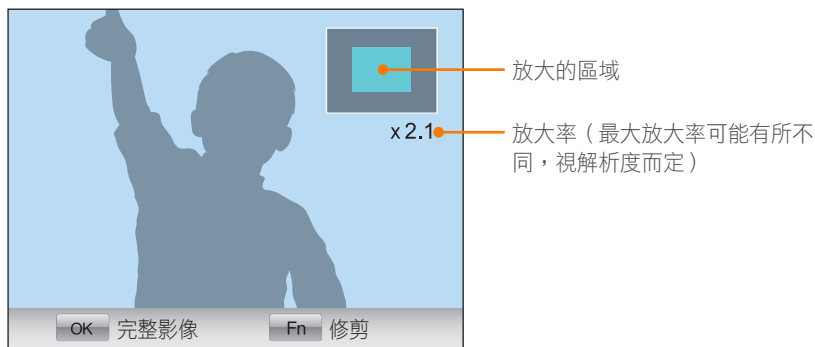 放大的區域
x 2.1
放大率（最大放大率可能有所不
同，視解析度而定）
OK 完整影像 Fn 修剪